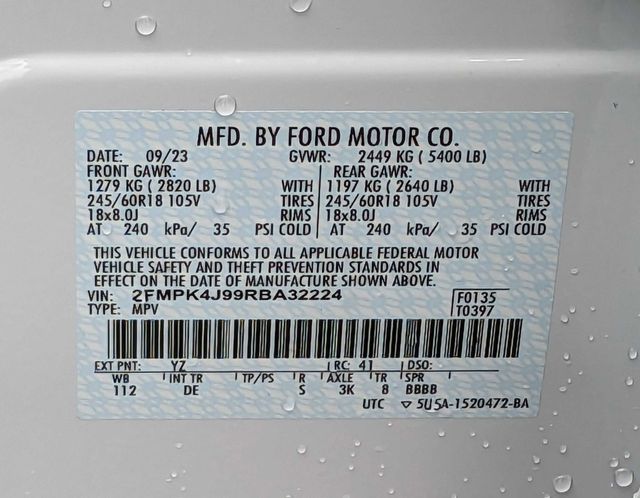 MFD. BY FORD MOTOR CO.
DATE: 09/23 GVWR: 2449 KG ( 5400 LB)
FRONT GAWR: REAR GAWR:
1279 KG ( 2820 LB) WITH 1197 KG ( 2640 LB) WITH
245/60R18 105V TIRES 245/60R18 105V TIRES
18x8.0J RIMS 18x8.0J RIMS
AT 240 kPa/ 35 PSI COLD AT 240 kPa/ 35 PSI COLD
THIS VEHICLE CONFORMS TO ALL APPLICABLE FEDERAL MOTOR
VEHICLE SAFETY AND THEFT PREVENTION STANDARDS IN
EFFECT ON THE DATE OF MANUFACTURE SHOWN ABOVE.
VIN: 2FMPK4J99RBA32224 F0135
TYPE: MPV T0397
EXT PNT: YZ RC: 41 DSO:
WB INT TR TP/PS R AXLE TR SPR
112 DE S 3K 8 BBBB
UTC ▽ 5U5A-1520472-BA